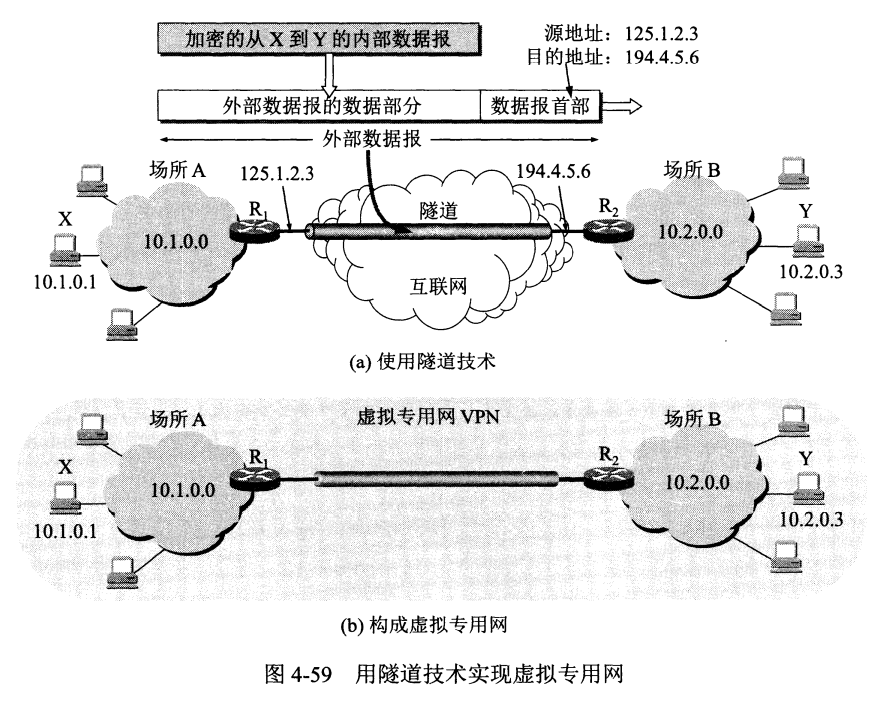 加密的从 X 到 Y 的内部数据报
源地址：125.1.2.3
目的地址：194.4.5.6
外部数据报的数据部分
数据报首部
外部数据报
场所 A
125.1.2.3
194.4.5.6
场所 B
X
R1
隧道
R2
Y
10.1.0.0
10.2.0.0
10.1.0.1
互联网
10.2.0.3
(a) 使用隧道技术
场所 A
虚拟专用网 VPN
场所 B
X
R1
R2
Y
10.1.0.0
10.2.0.0
10.1.0.1
10.2.0.3
(b) 构成虚拟专用网
图 4-59 用隧道技术实现虚拟专用网